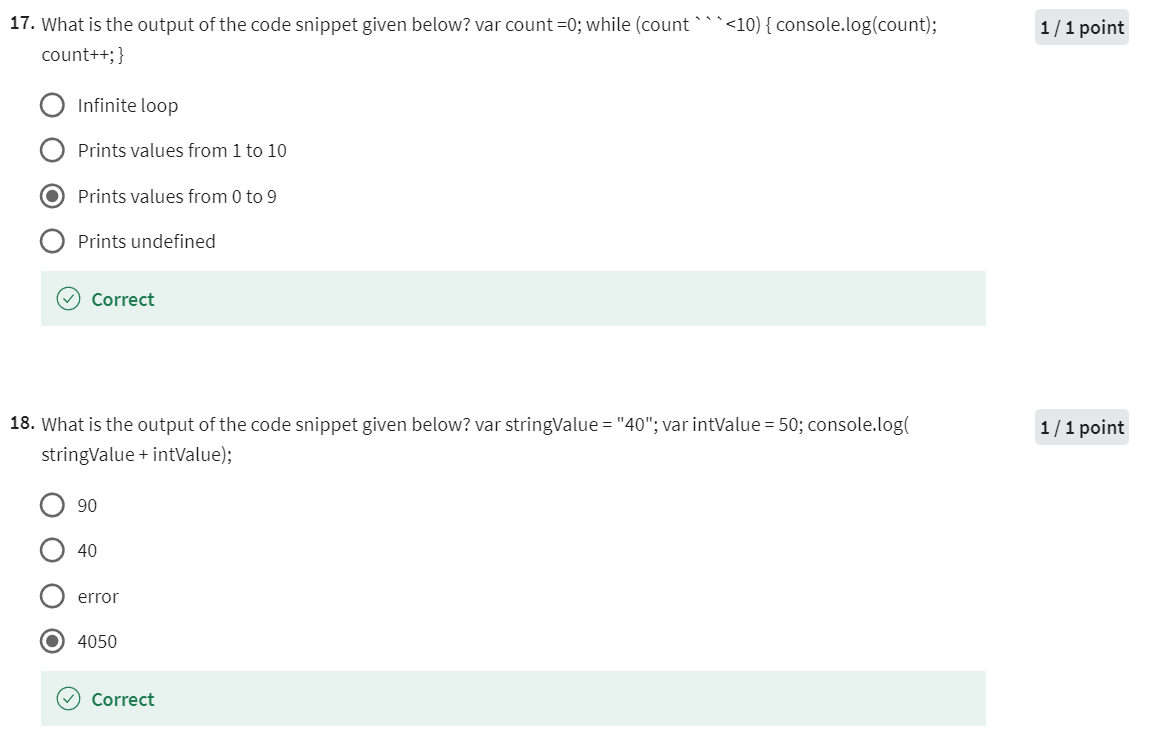 17. What is the output of the code snippet given below? var count =0; while (count ```<10) { console.log(count);
count++; }
1 / 1 point
Infinite loop
Prints values from 1 to 10
Prints values from 0 to 9
Prints undefined
Correct
18. What is the output of the code snippet given below? var stringValue = "40"; var intValue = 50; console.log(
stringValue + intValue);
1 / 1 point
90
40
error
4050
Correct